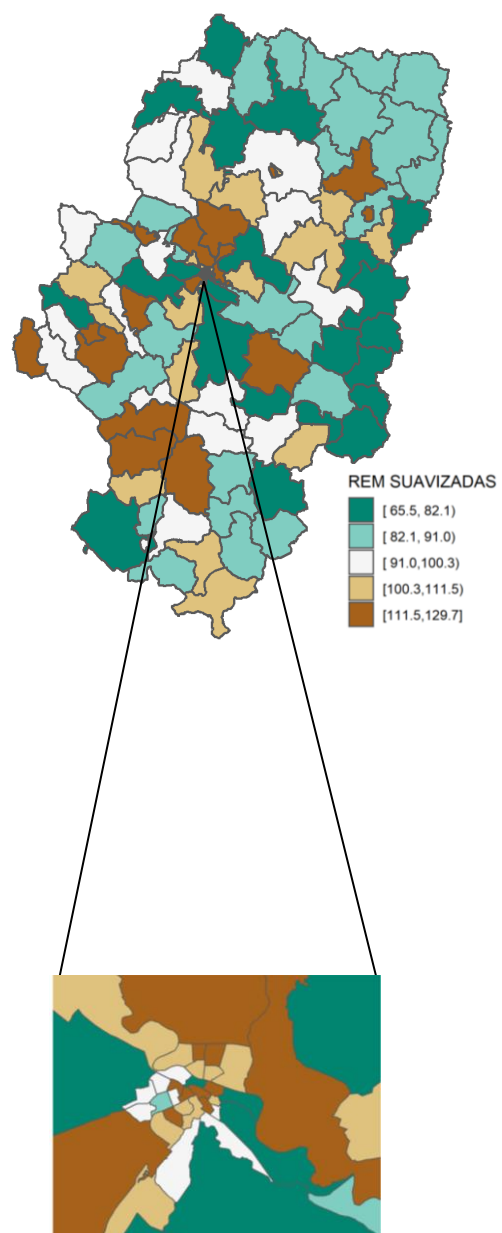 REM SUAVIZADAS
[ 65.5, 82.1)
[ 82.1, 91.0)
[ 91.0,100.3)
[100.3,111.5)
[111.5,129.7]